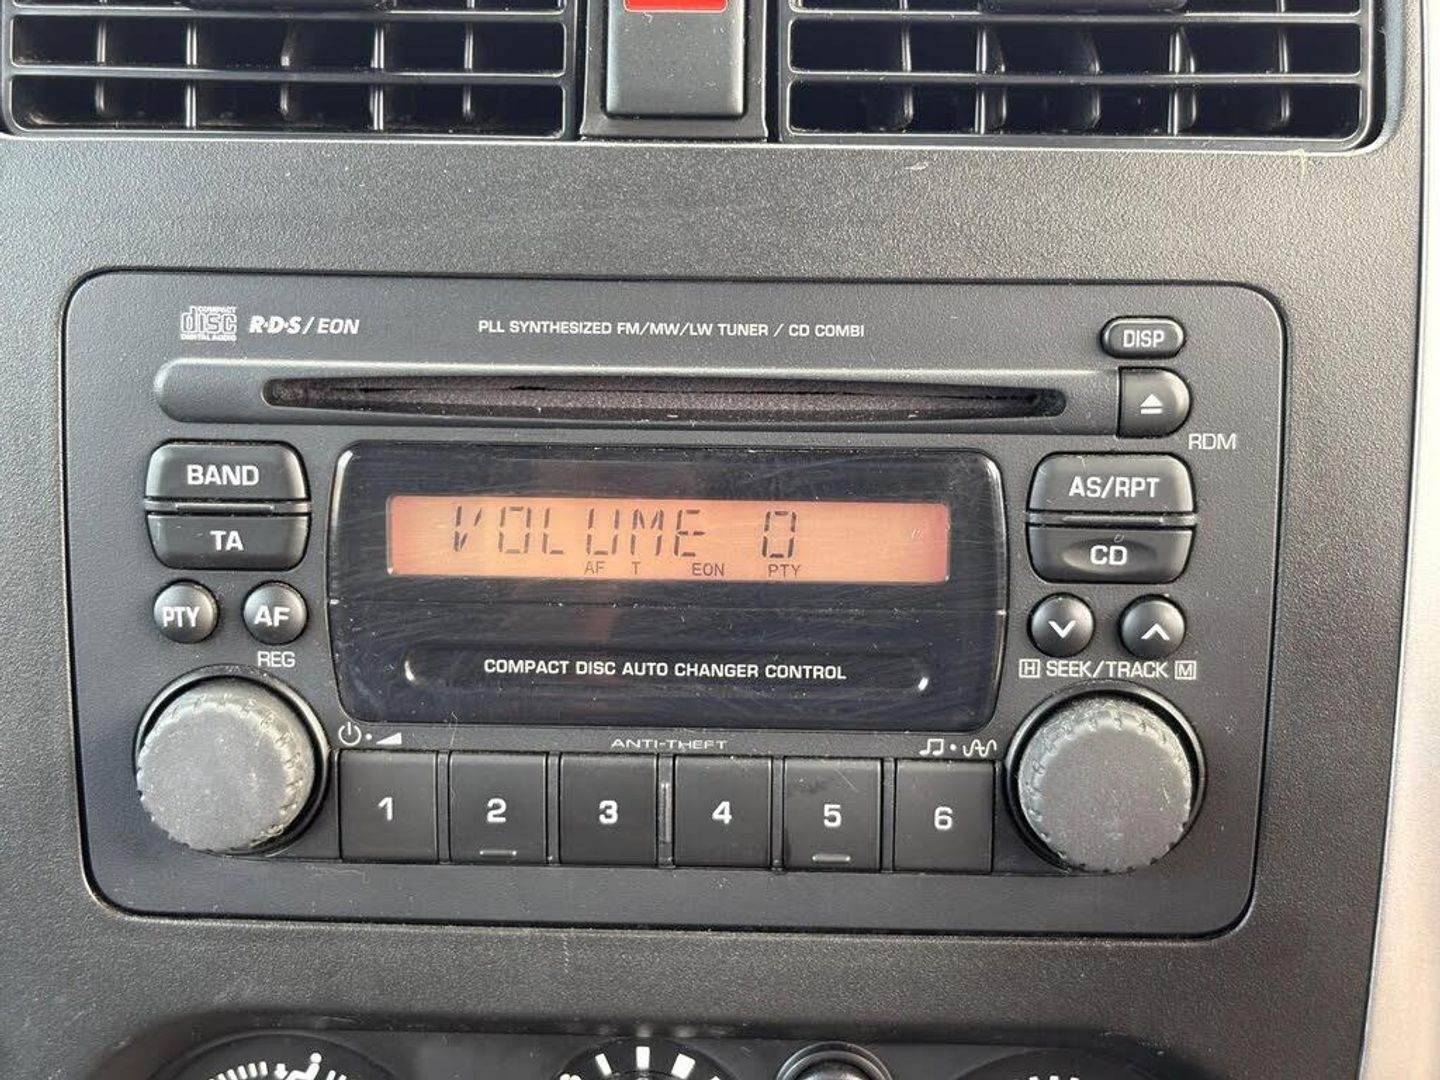 COMPACT disc DIGITAL AUDIO R·D·S/EON PLL SYNTHESIZED FM/MW/LW TUNER / CD COMBI DISP
RDM
BAND
TA
VOLUME 0
AF T EON PTY
AS/RPT
CD
PTY AF
REG
COMPACT DISC AUTO CHANGER CONTROL
H SEEK/TRACK M
ANTI-THEFT
1 2 3 4 5 6